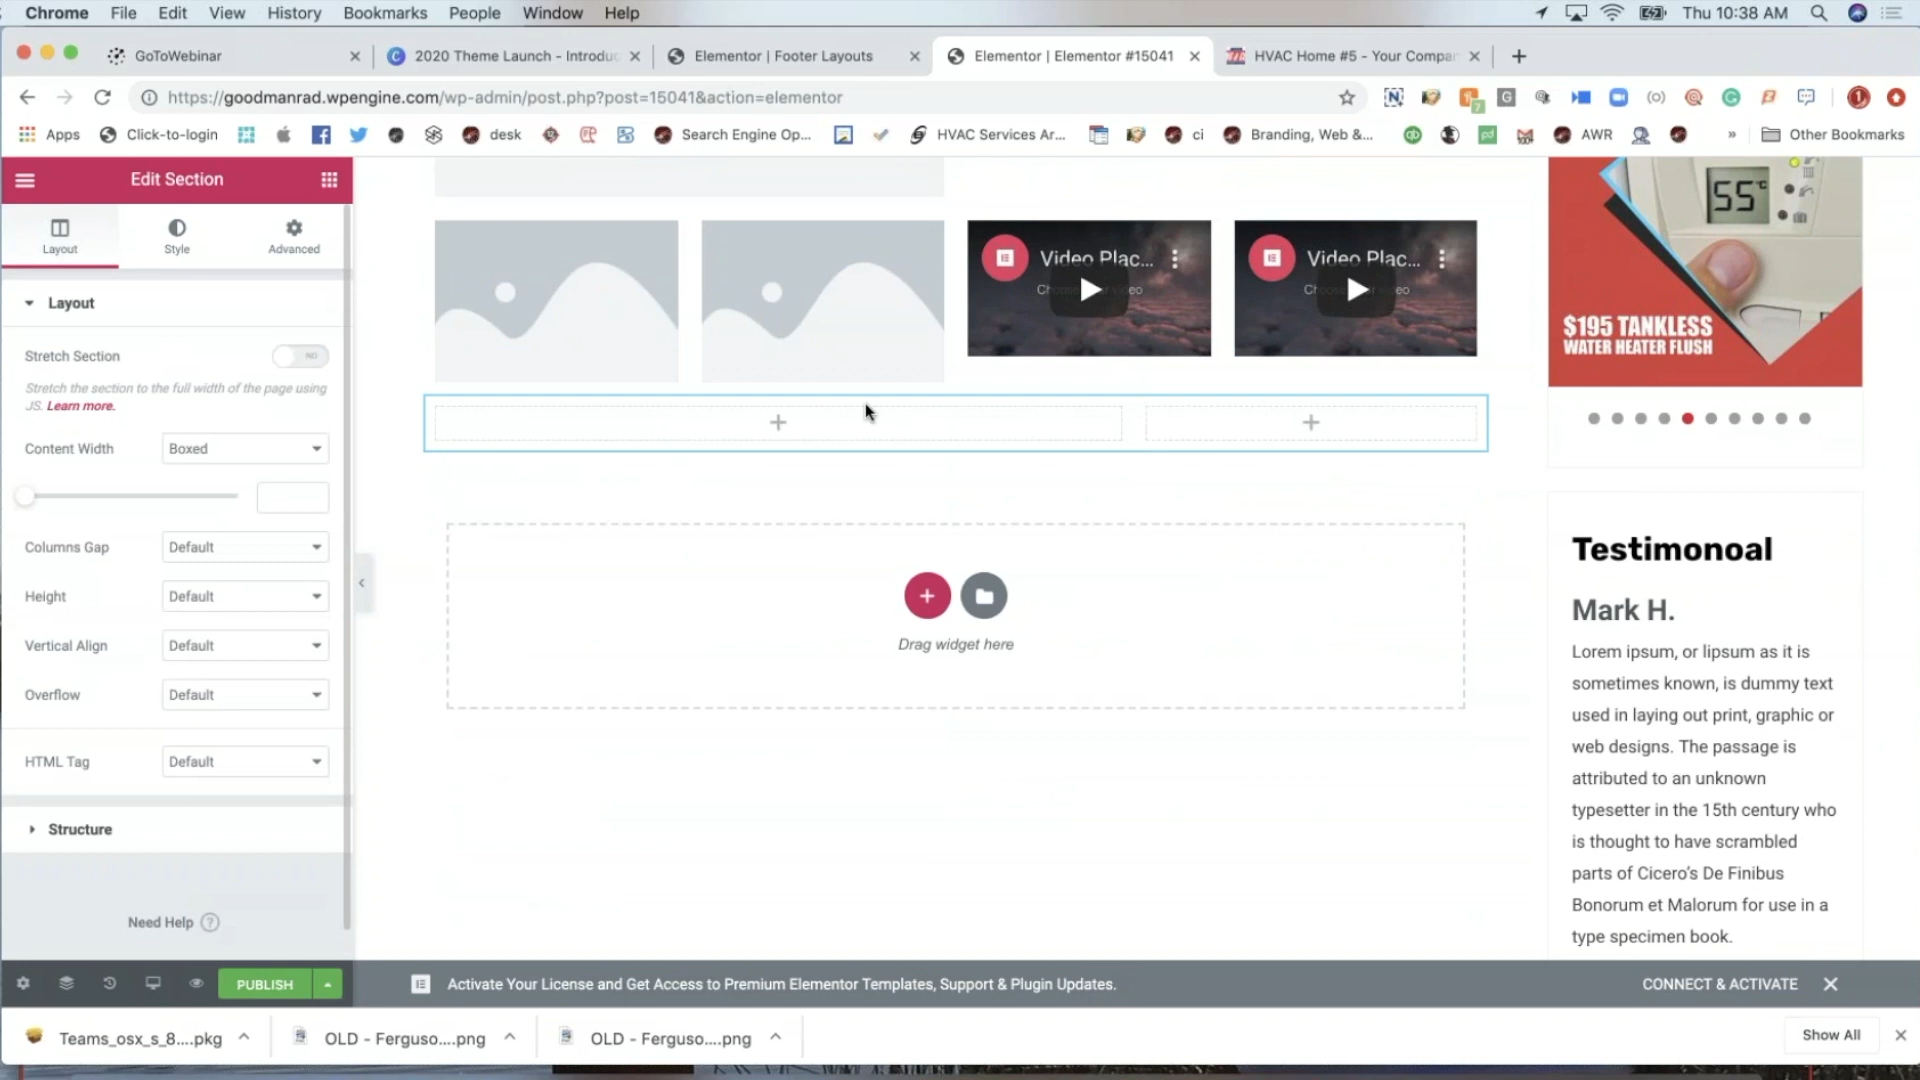 Chrome File Edit View History Bookmarks People Window Help Thu 10:38 AM
GoToWebinar 2020 Theme Launch - Introduc Elementor | Footer Layouts Elementor | Elementor #15041 HVAC Home #5 - Your Compan
https://goodmanrad.wpengine.com/wp-admin/post.php?post=15041&action=elementor
Apps Click-to-login desk Search Engine Op... HVAC Services Ar... ci Branding, Web &... AWR » Other Bookmarks
Edit Section
Layout Style Advanced
Layout
Stretch Section NO
Stretch the section to the full width of the page using
JS. Learn more.
Content Width Boxed
Columns Gap Default
Height Default
Vertical Align Default
Overflow Default
HTML Tag Default
Structure
Need Help ?
PUBLISH
Video Plac...
Video Plac...
Drag widget here
55°C
$195 TANKLESS
WATER HEATER FLUSH
Testimonoal
Mark H.
Lorem ipsum, or lipsum as it is
sometimes known, is dummy text
used in laying out print, graphic or
web designs. The passage is
attributed to an unknown
typesetter in the 15th century who
is thought to have scrambled
parts of Cicero's De Finibus
Bonorum et Malorum for use in a
type specimen book.
Activate Your License and Get Access to Premium Elementor Templates, Support & Plugin Updates. CONNECT & ACTIVATE
Teams_osx_s_8....pkg OLD - Ferguso....png OLD - Ferguso....png Show All